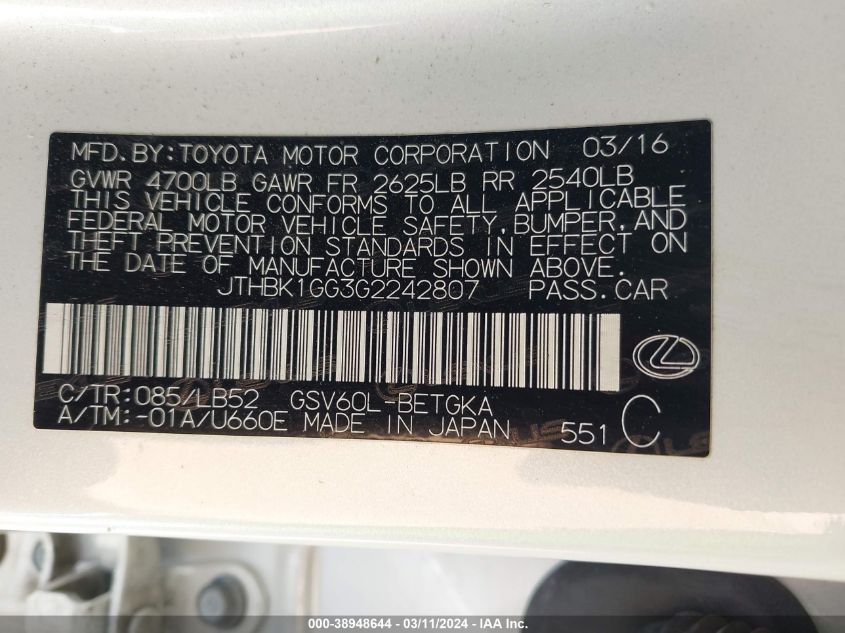 MFD.BY:TOYOTA MOTOR CORPORATION 03/16
GVWR 4700LB GAWR FR 2625LB RR 2540LB
THIS VEHICLE CONFORMS TO ALL APPLICABLE
FEDERAL MOTOR VEHICLE SAFETY,BUMPER,AND
THEFT PREVENTION STANDARDS IN EFFECT ON
THE DATE OF MANUFACTURE SHOWN ABOVE.
JTHBK1GG3G2242807 PASS.CAR
C/TR:085/LB52 GSV60L-BETGKA
A/TM:-01A/U660E MADE IN JAPAN 551 C
000-38948644 - 03/11/2024 - IAA Inc.